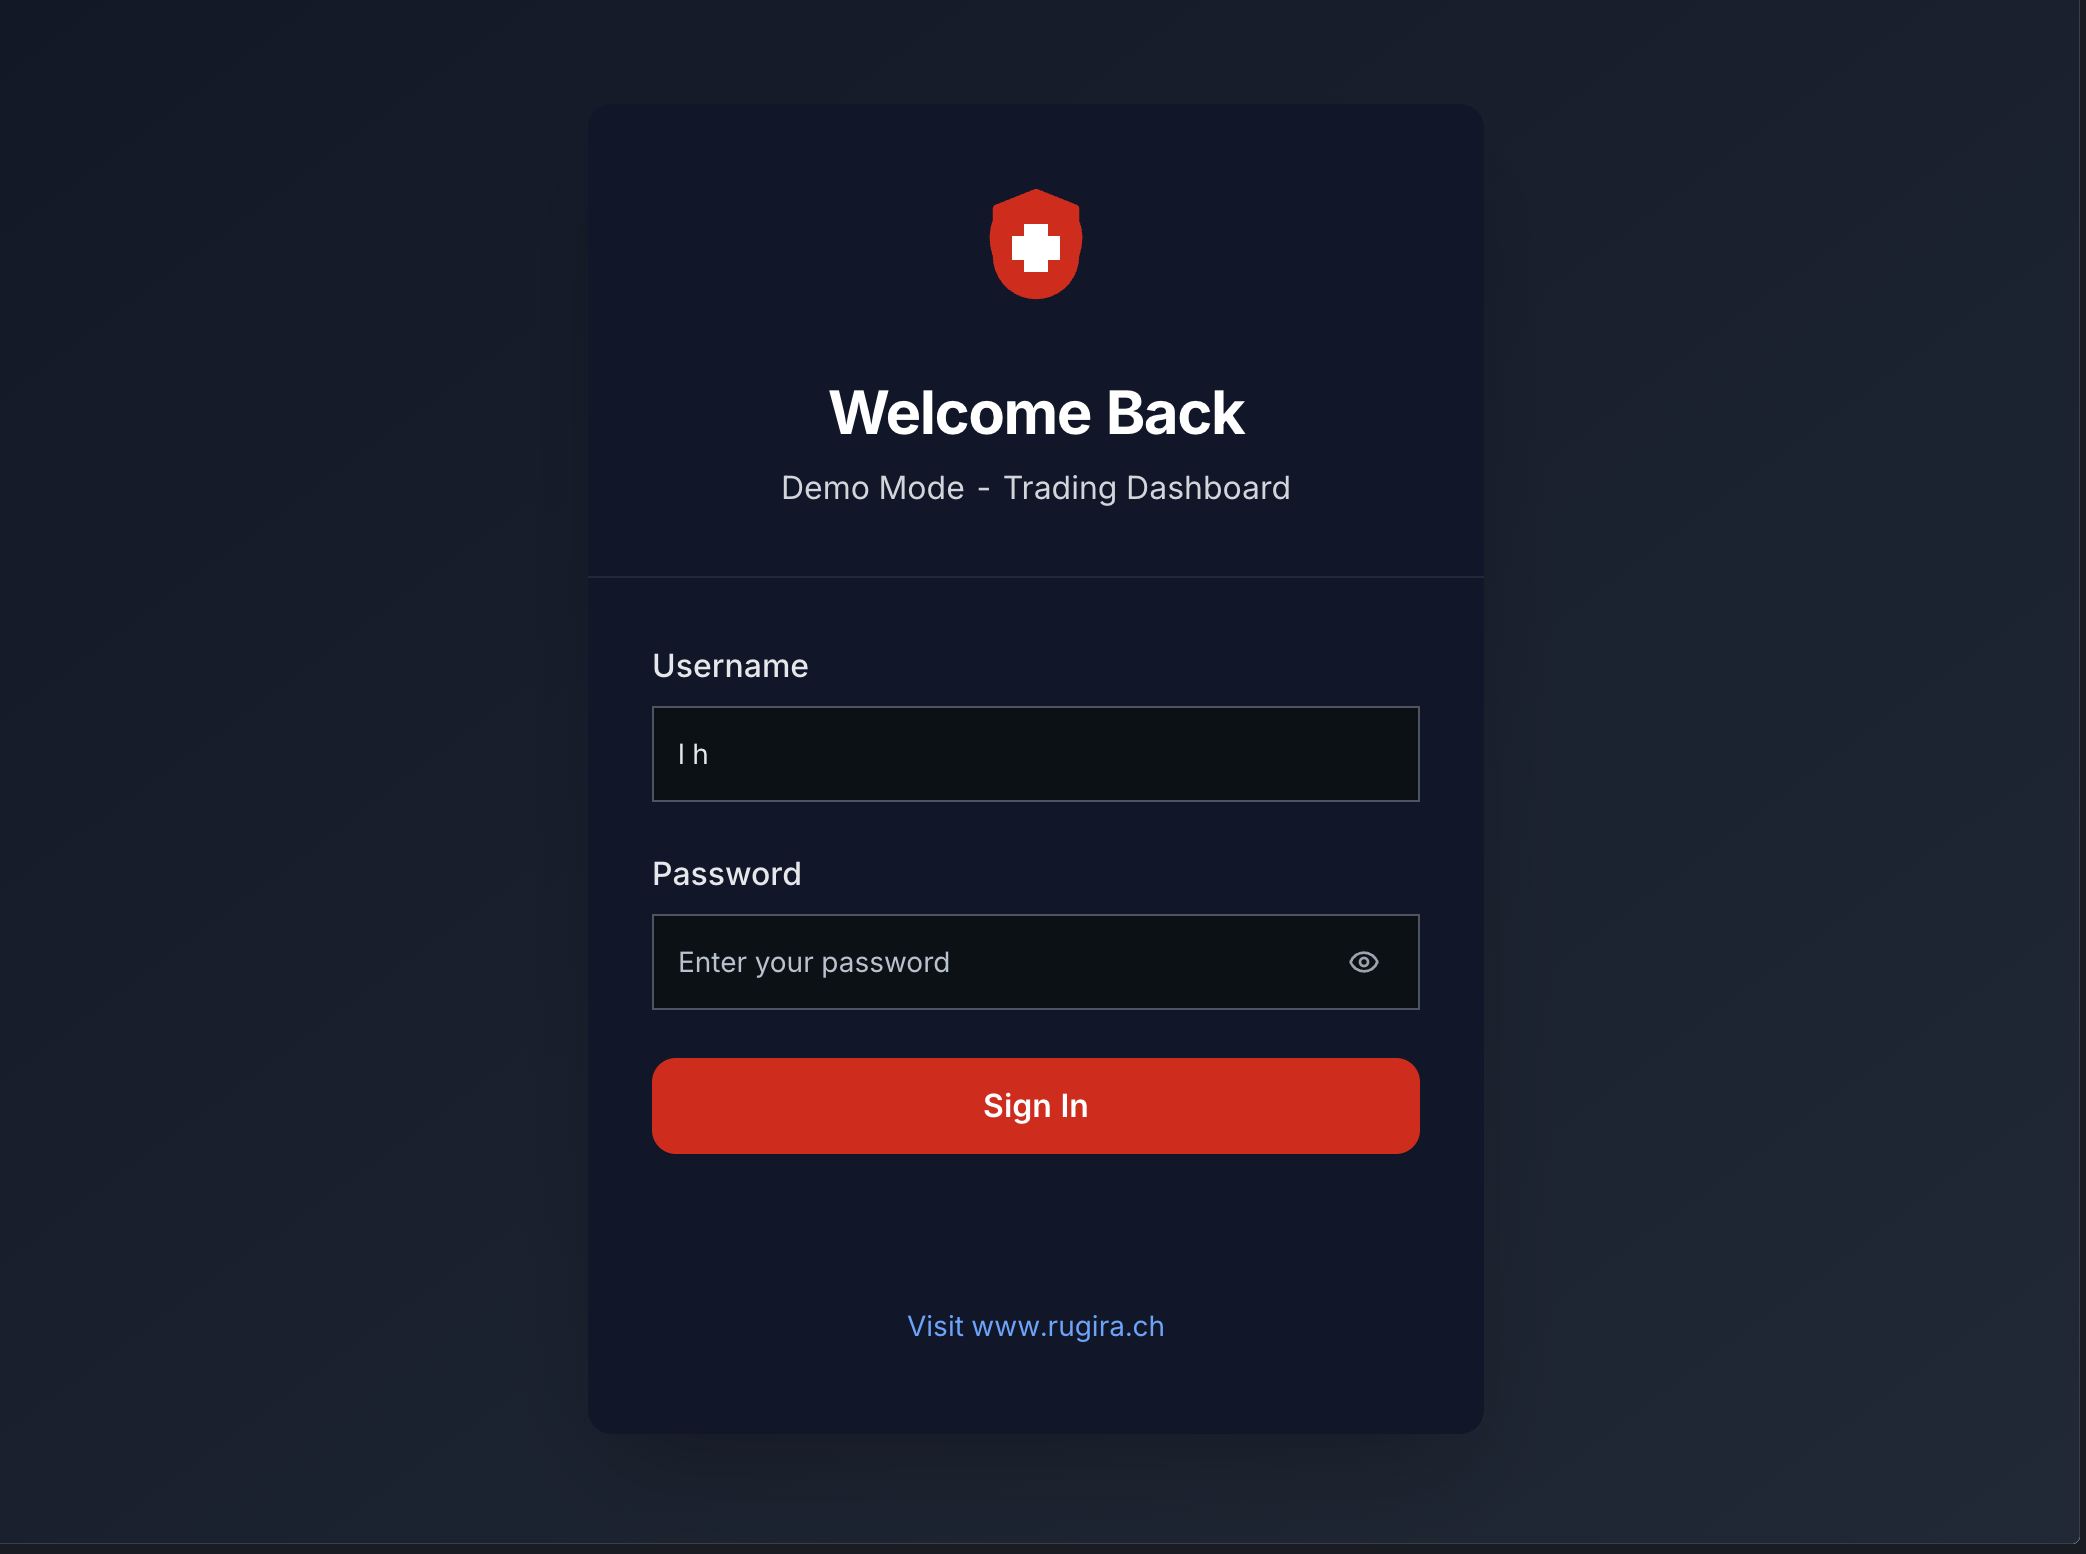 Welcome Back
Demo Mode - Trading Dashboard
Username
I h
Password
Enter your password
Sign In
Visit www.rugira.ch